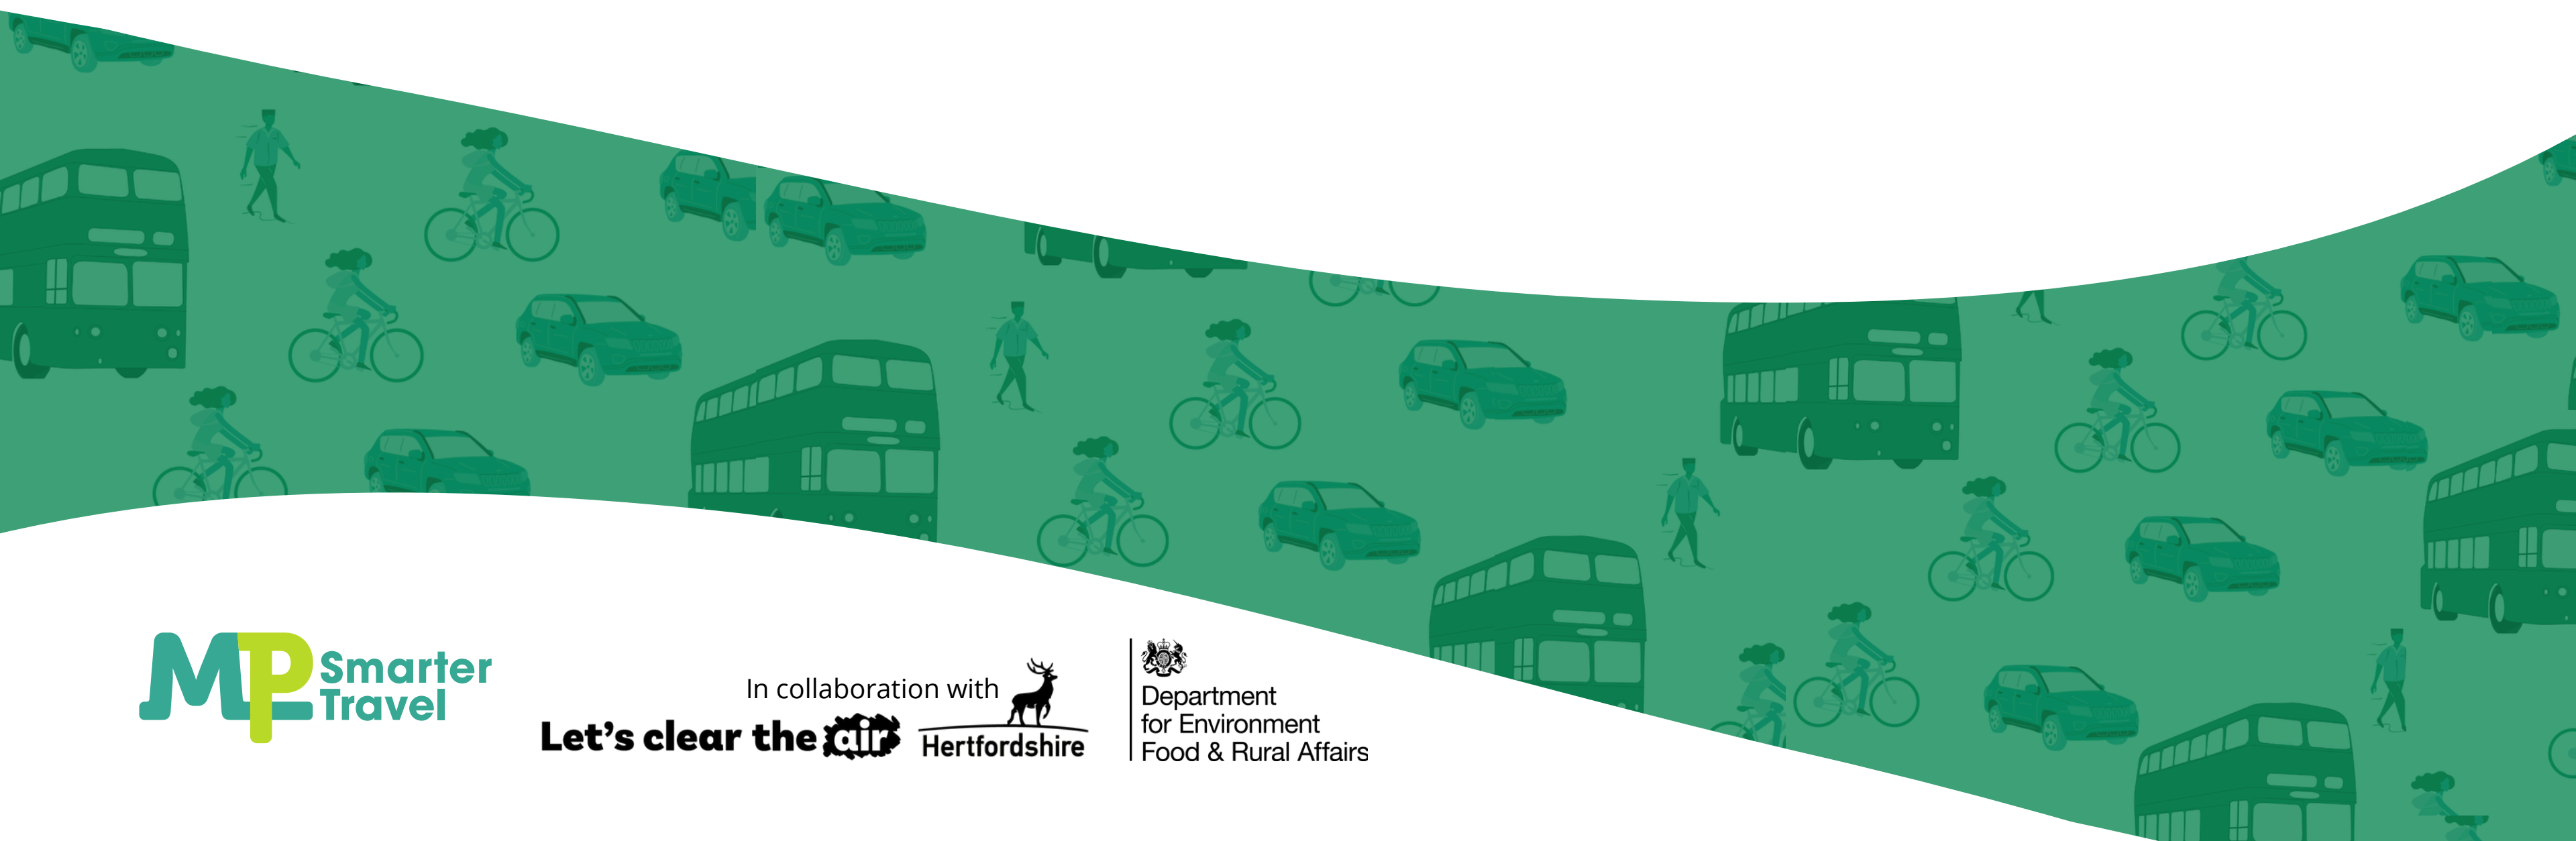 MP Smarter
Travel
In collaboration with
Let's clear the air
Hertfordshire
Department
for Environment
Food & Rural Affairs